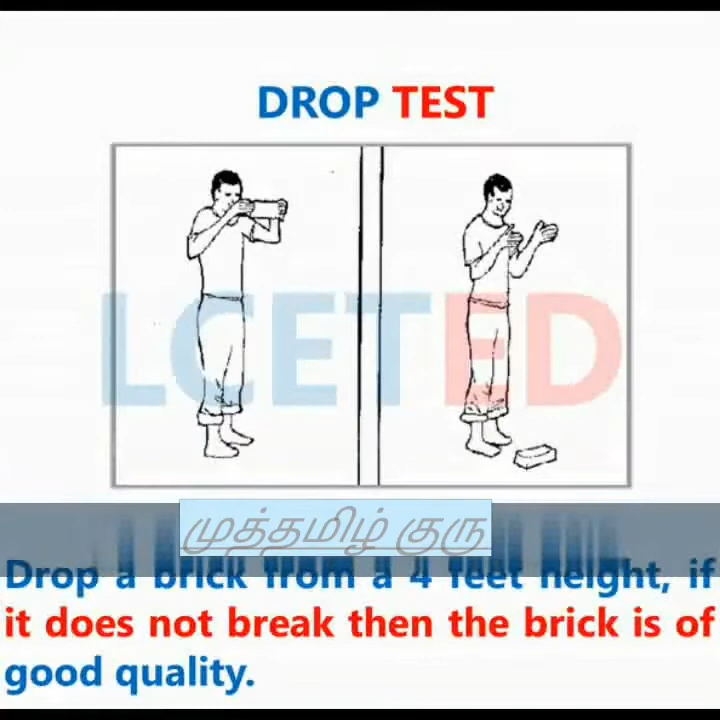 DROP TEST
LCETED
முத்தமிழ் குரு
Drop a brick from a 4 feet height, if
it does not break then the brick is of
good quality.